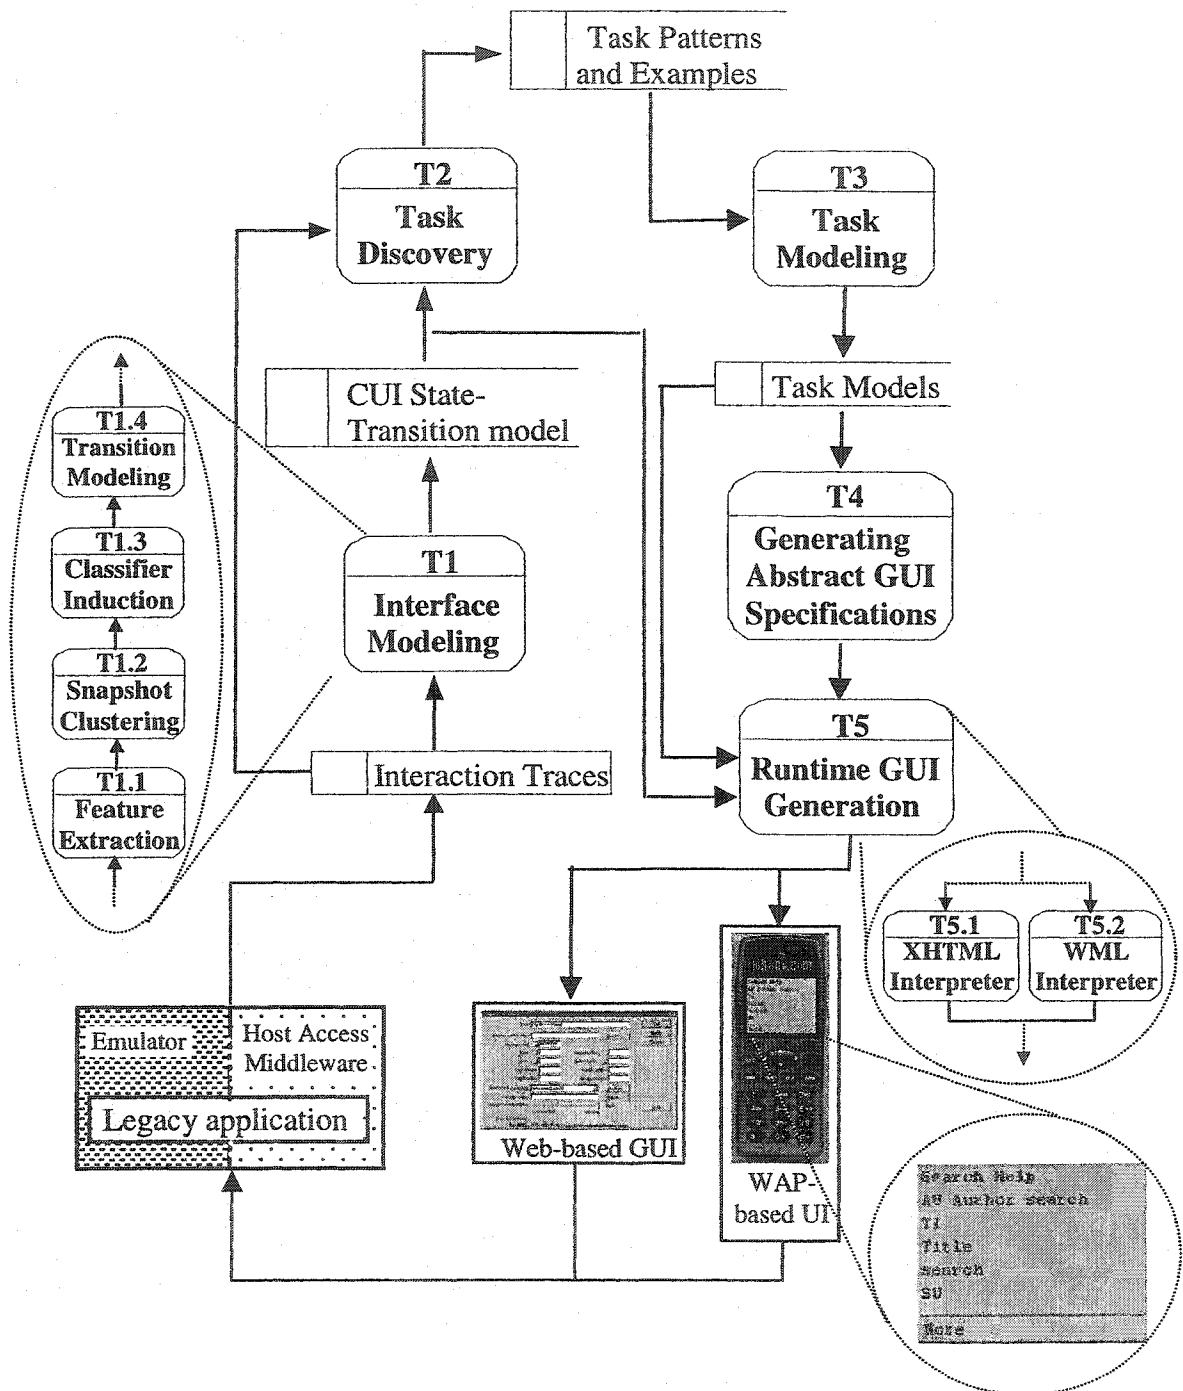 Task Patterns
and Examples
T2
Task
Discovery
T3
Task
Modeling
CUI State-
Transition model
Task Models
T1.4
Transition
Modeling
T1.3
Classifier
Induction
T1.2
Snapshot
Clustering
T1.1
Feature
Extraction
T1
Interface
Modeling
T4
Generating
Abstract GUI
Specifications
Interaction Traces
T5
Runtime GUI
Generation
T5.1
XHTML
Interpreter
T5.2
WML
Interpreter
Emulator
Host Access
Middleware
Legacy application
Web-based GUI
WAP-
based UI
Search Help
AU Author search
TI
Title
search
SU
More